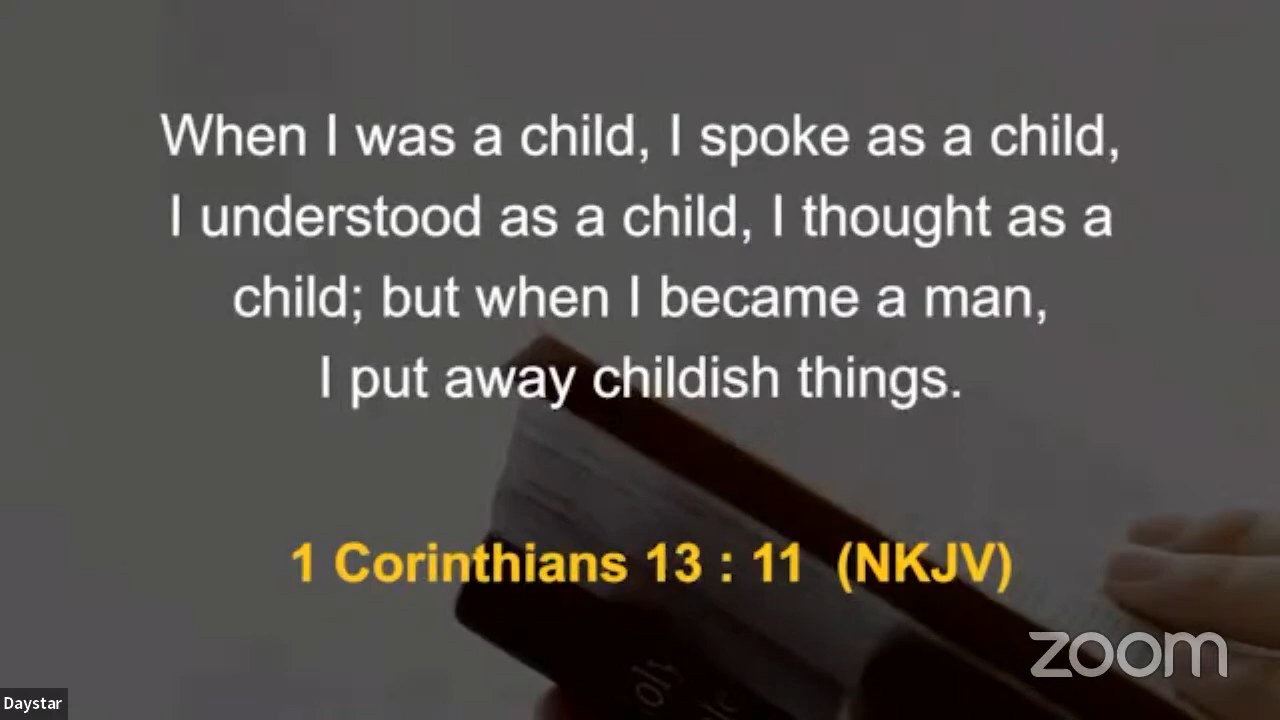 When I was a child, I spoke as a child,
I understood as a child, I thought as a
child; but when I became a man,
I put away childish things.
1 Corinthians 13 : 11 (NKJV)
zoom
Daystar